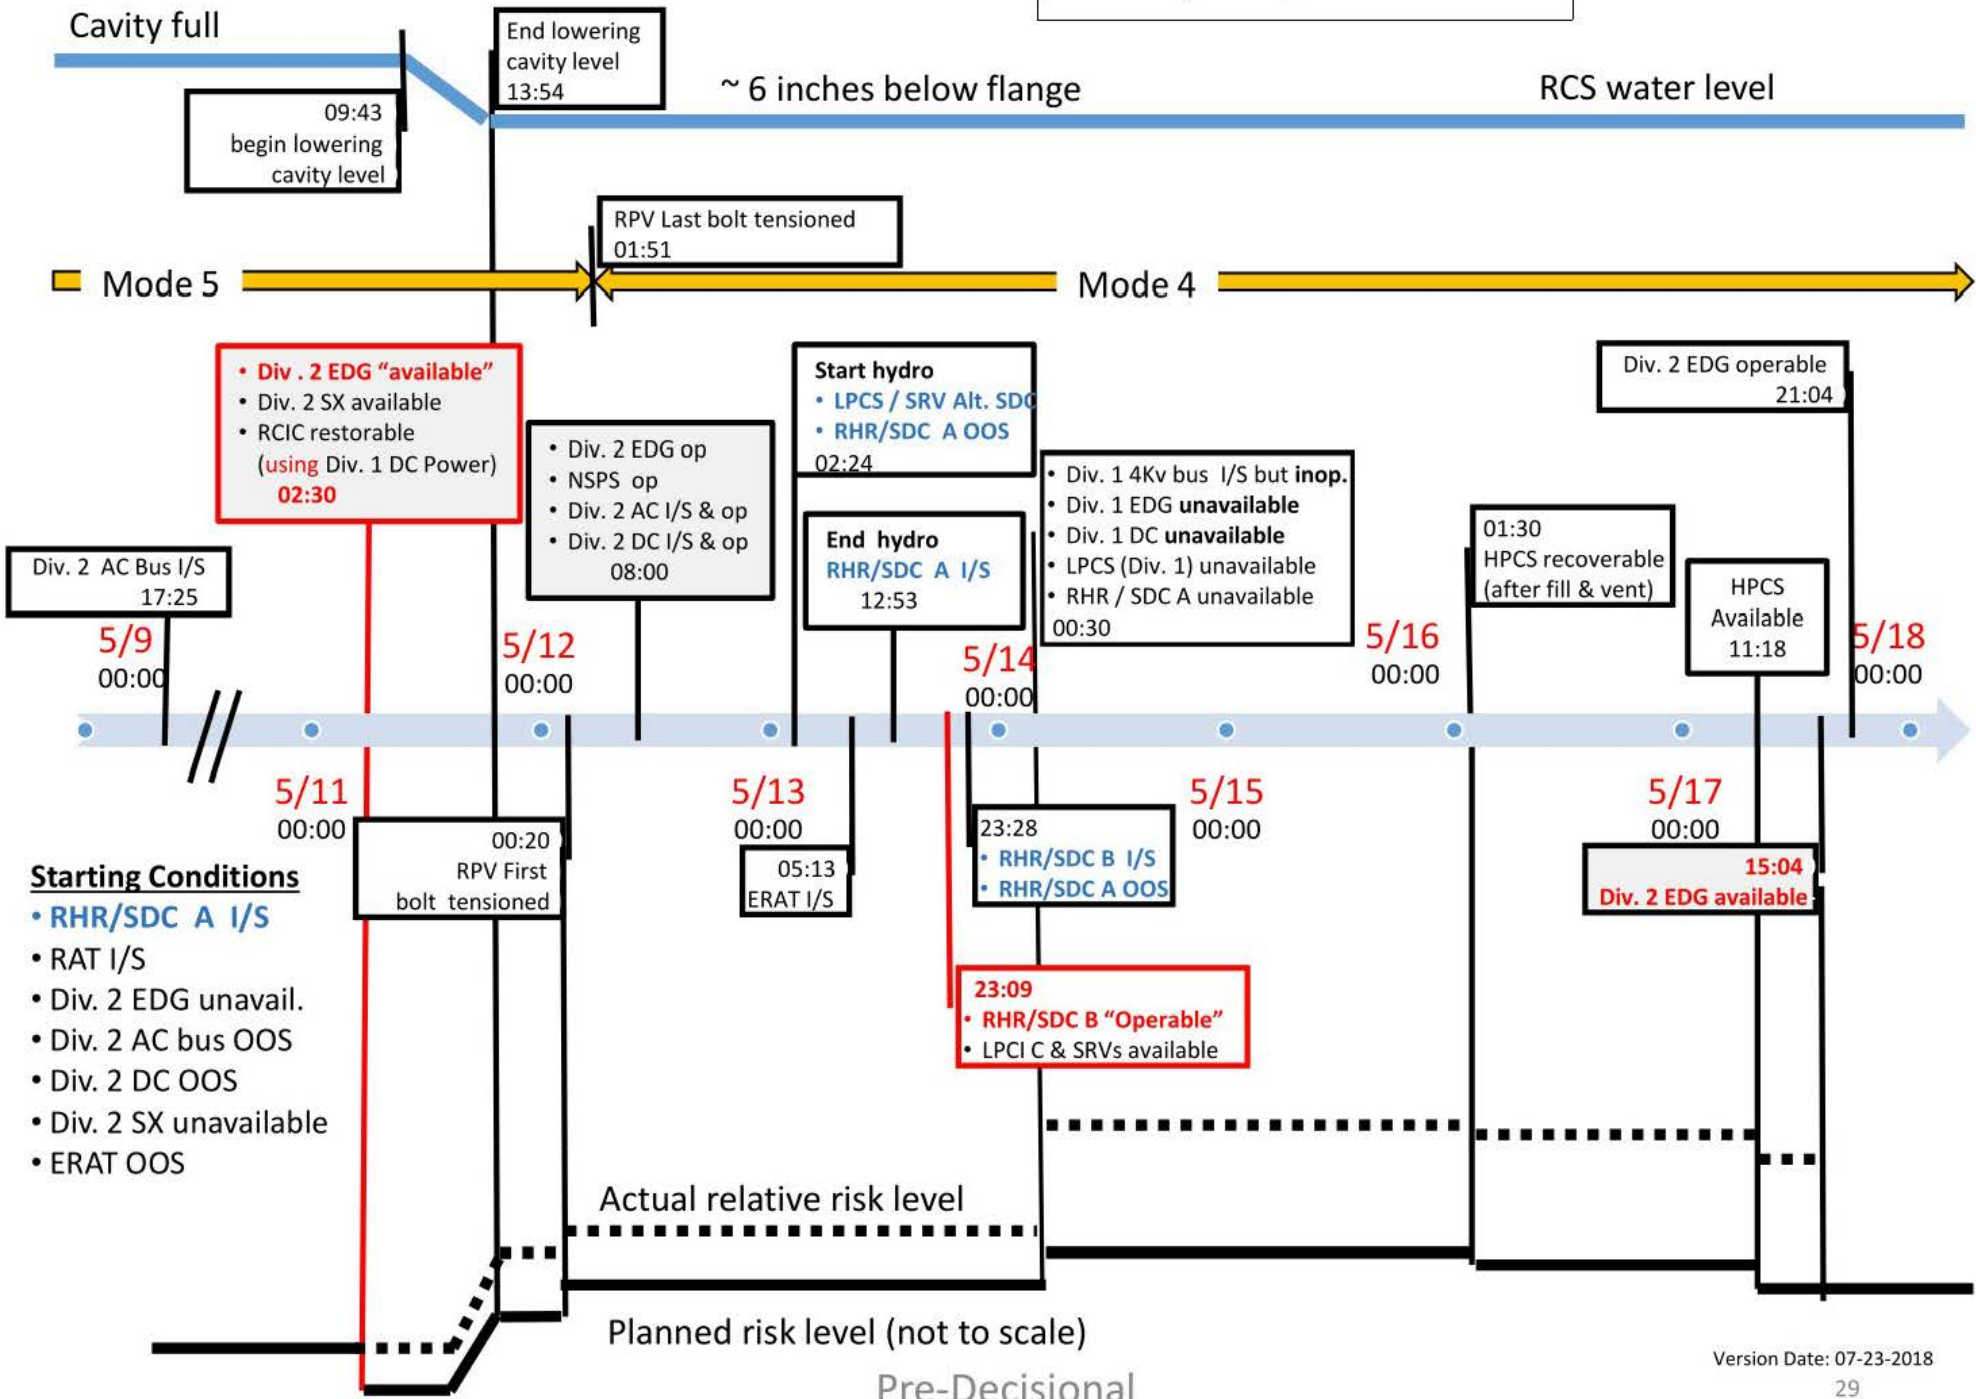 Cavity full
End lowering
cavity level
13:54
~ 6 inches below flange
RCS water level
09:43
begin lowering
cavity level
RPV Last bolt tensioned
01:51
Mode 5
Mode 4
• Div . 2 EDG “available”
• Div. 2 SX available
• RCIC restorable
(using Div. 1 DC Power)
02:30
• Div. 2 EDG op
• NSPS op
• Div. 2 AC I/S & op
• Div. 2 DC I/S & op
08:00
Start hydro
• LPCS / SRV Alt. SDC
• RHR/SDC A OOS
02:24
End hydro
RHR/SDC A I/S
12:53
• Div. 1 4Kv bus I/S but inop.
• Div. 1 EDG unavailable
• Div. 1 DC unavailable
• LPCS (Div. 1) unavailable
• RHR / SDC A unavailable
00:30
Div. 2 EDG operable
21:04
01:30
HPCS recoverable
(after fill & vent)
HPCS
Available
11:18
Div. 2 AC Bus I/S
17:25
5/9
00:00
5/12
00:00
5/14
00:00
5/16
00:00
5/18
00:00
5/11
00:00
5/13
00:00
5/15
00:00
5/17
00:00
00:20
RPV First
bolt tensioned
05:13
ERAT I/S
23:28
• RHR/SDC B I/S
• RHR/SDC A OOS
15:04
Div. 2 EDG available
23:09
• RHR/SDC B “Operable”
• LPCI C & SRVs available
Starting Conditions
• RHR/SDC A I/S
• RAT I/S
• Div. 2 EDG unavail.
• Div. 2 AC bus OOS
• Div. 2 DC OOS
• Div. 2 SX unavailable
• ERAT OOS
Actual relative risk level
Planned risk level (not to scale)
Pre-Decisional
Version Date: 07-23-2018
29